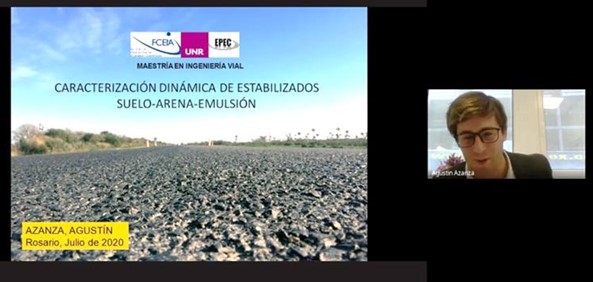 FCEIA
UNR
EPEC
MAESTRÍA EN INGENIERÍA VIAL
CARACTERIZACIÓN DINÁMICA DE ESTABILIZADOS
SUELO-ARENA-EMULSIÓN
AZANZA, AGUSTÍN
Rosario, Julio de 2020
Agustin Azanza